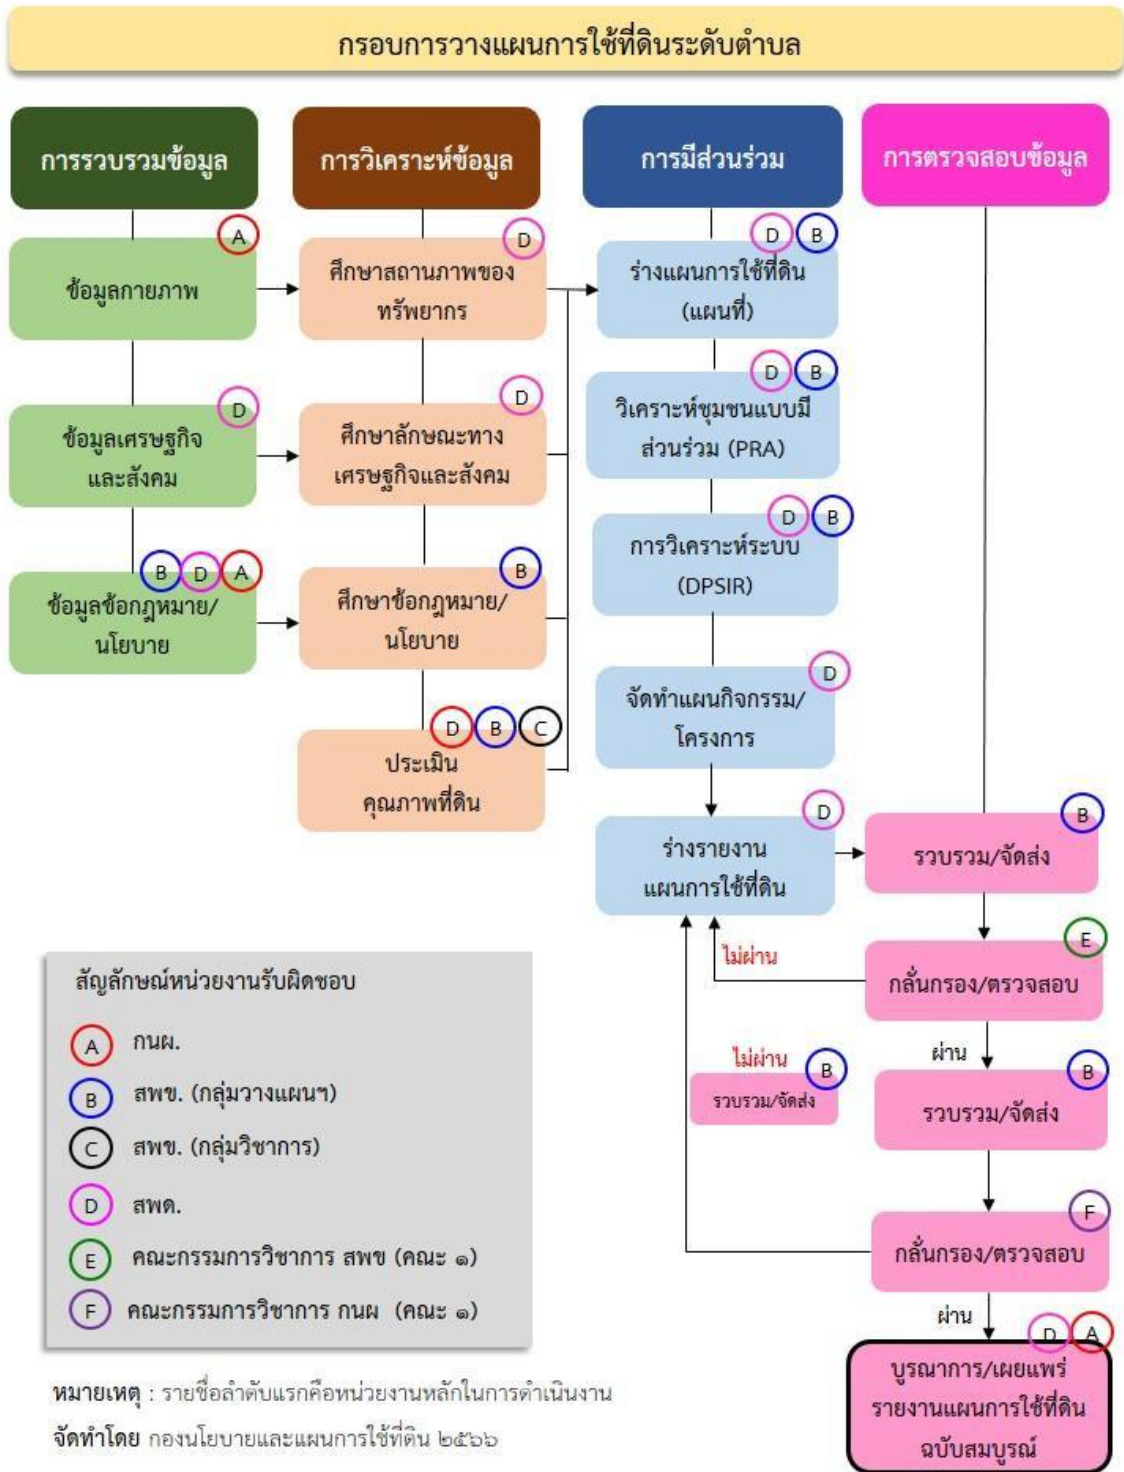 กรอบการวางแผนการใช้ที่ดินระดับตำบล
การรวบรวมข้อมูล
การวิเคราะห์ข้อมูล
การมีส่วนร่วม
การตรวจสอบข้อมูล
A
ข้อมูลกายภาพ
D
ข้อมูลเศรษฐกิจ
และสังคม
B D A
ข้อมูลข้อกฎหมาย/
นโยบาย
D
ศึกษาสถานภาพของ
ทรัพยากร
D
ศึกษาลักษณะทาง
เศรษฐกิจและสังคม
B
ศึกษาข้อกฎหมาย/
นโยบาย
D B C
ประเมิน
คุณภาพที่ดิน
D B
ร่างแผนการใช้ที่ดิน
(แผนที่)
D B
วิเคราะห์ชุมชนแบบมี
ส่วนร่วม (PRA)
D B
การวิเคราะห์ระบบ
(DPSIR)
D
จัดทำแผนกิจกรรม/
โครงการ
D
ร่างรายงาน
แผนการใช้ที่ดิน
B
รวบรวม/จัดส่ง
E
กลั่นกรอง/ตรวจสอบ
ไม่ผ่าน
ผ่าน
B
รวบรวม/จัดส่ง
ไม่ผ่าน
B
รวบรวม/จัดส่ง
F
กลั่นกรอง/ตรวจสอบ
ผ่าน
D A
บูรณาการ/เผยแพร่
รายงานแผนการใช้ที่ดิน
ฉบับสมบูรณ์
สัญลักษณ์หน่วยงานรับผิดชอบ
A กนผ.
B สพข. (กลุ่มวางแผนฯ)
C สพข. (กลุ่มวิชาการ)
D สพด.
E คณะกรรมการวิชาการ สพข (คณะ ๑)
F คณะกรรมการวิชาการ กนผ (คณะ ๑)
หมายเหตุ : รายชื่อลำดับแรกคือหน่วยงานหลักในการดำเนินงาน
จัดทำโดย กองนโยบายและแผนการใช้ที่ดิน ๒๕๖๖